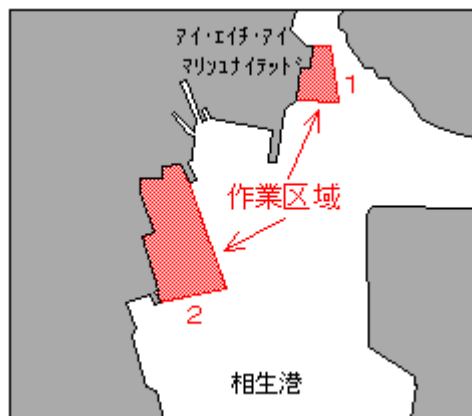 アイ・エイチ・アイ
マリンユナイテッド
1
作業区域
2
相生港